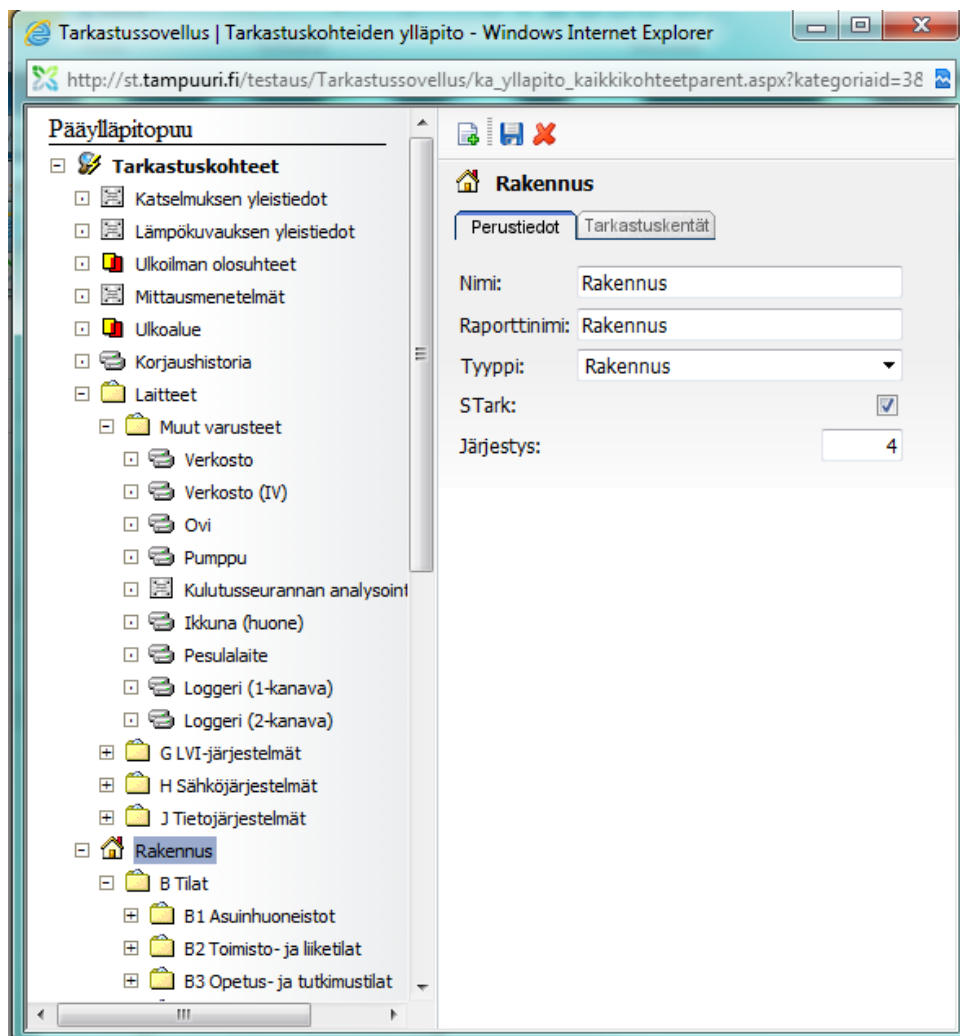 Tarkastussovellus | Tarkastuskohteiden ylläpito - Windows Internet Explorer
http://st.tampuuri.fi/testaus/Tarkastussovellus/ka_yllapito_kaikkikohteetparent.aspx?kategoriaid=38
Pääylläpitopuu
Tarkastuskohteet
Katselmuksen yleistiedot
Lämpökuvauksen yleistiedot
Ulkoilman olosuhteet
Mittausmenetelmät
Ulkoalue
Korjaushistoria
Laitteet
Muut varusteet
Verkosto
Verkosto (IV)
Ovi
Pumppu
Kulutusseurannan analysoint
Ikkuna (huone)
Pesulalaite
Loggeri (1-kanava)
Loggeri (2-kanava)
G LVI-järjestelmät
H Sähköjärjestelmät
J Tietojärjestelmät
Rakennus
B Tilat
B1 Asuinhuoneistot
B2 Toimisto- ja liiketilat
B3 Opetus- ja tutkimustilat
Rakennus
Perustiedot Tarkastuskentät
Nimi: Rakennus
Raporttinimi: Rakennus
Tyyppi: Rakennus
STark:
Järjestys: 4